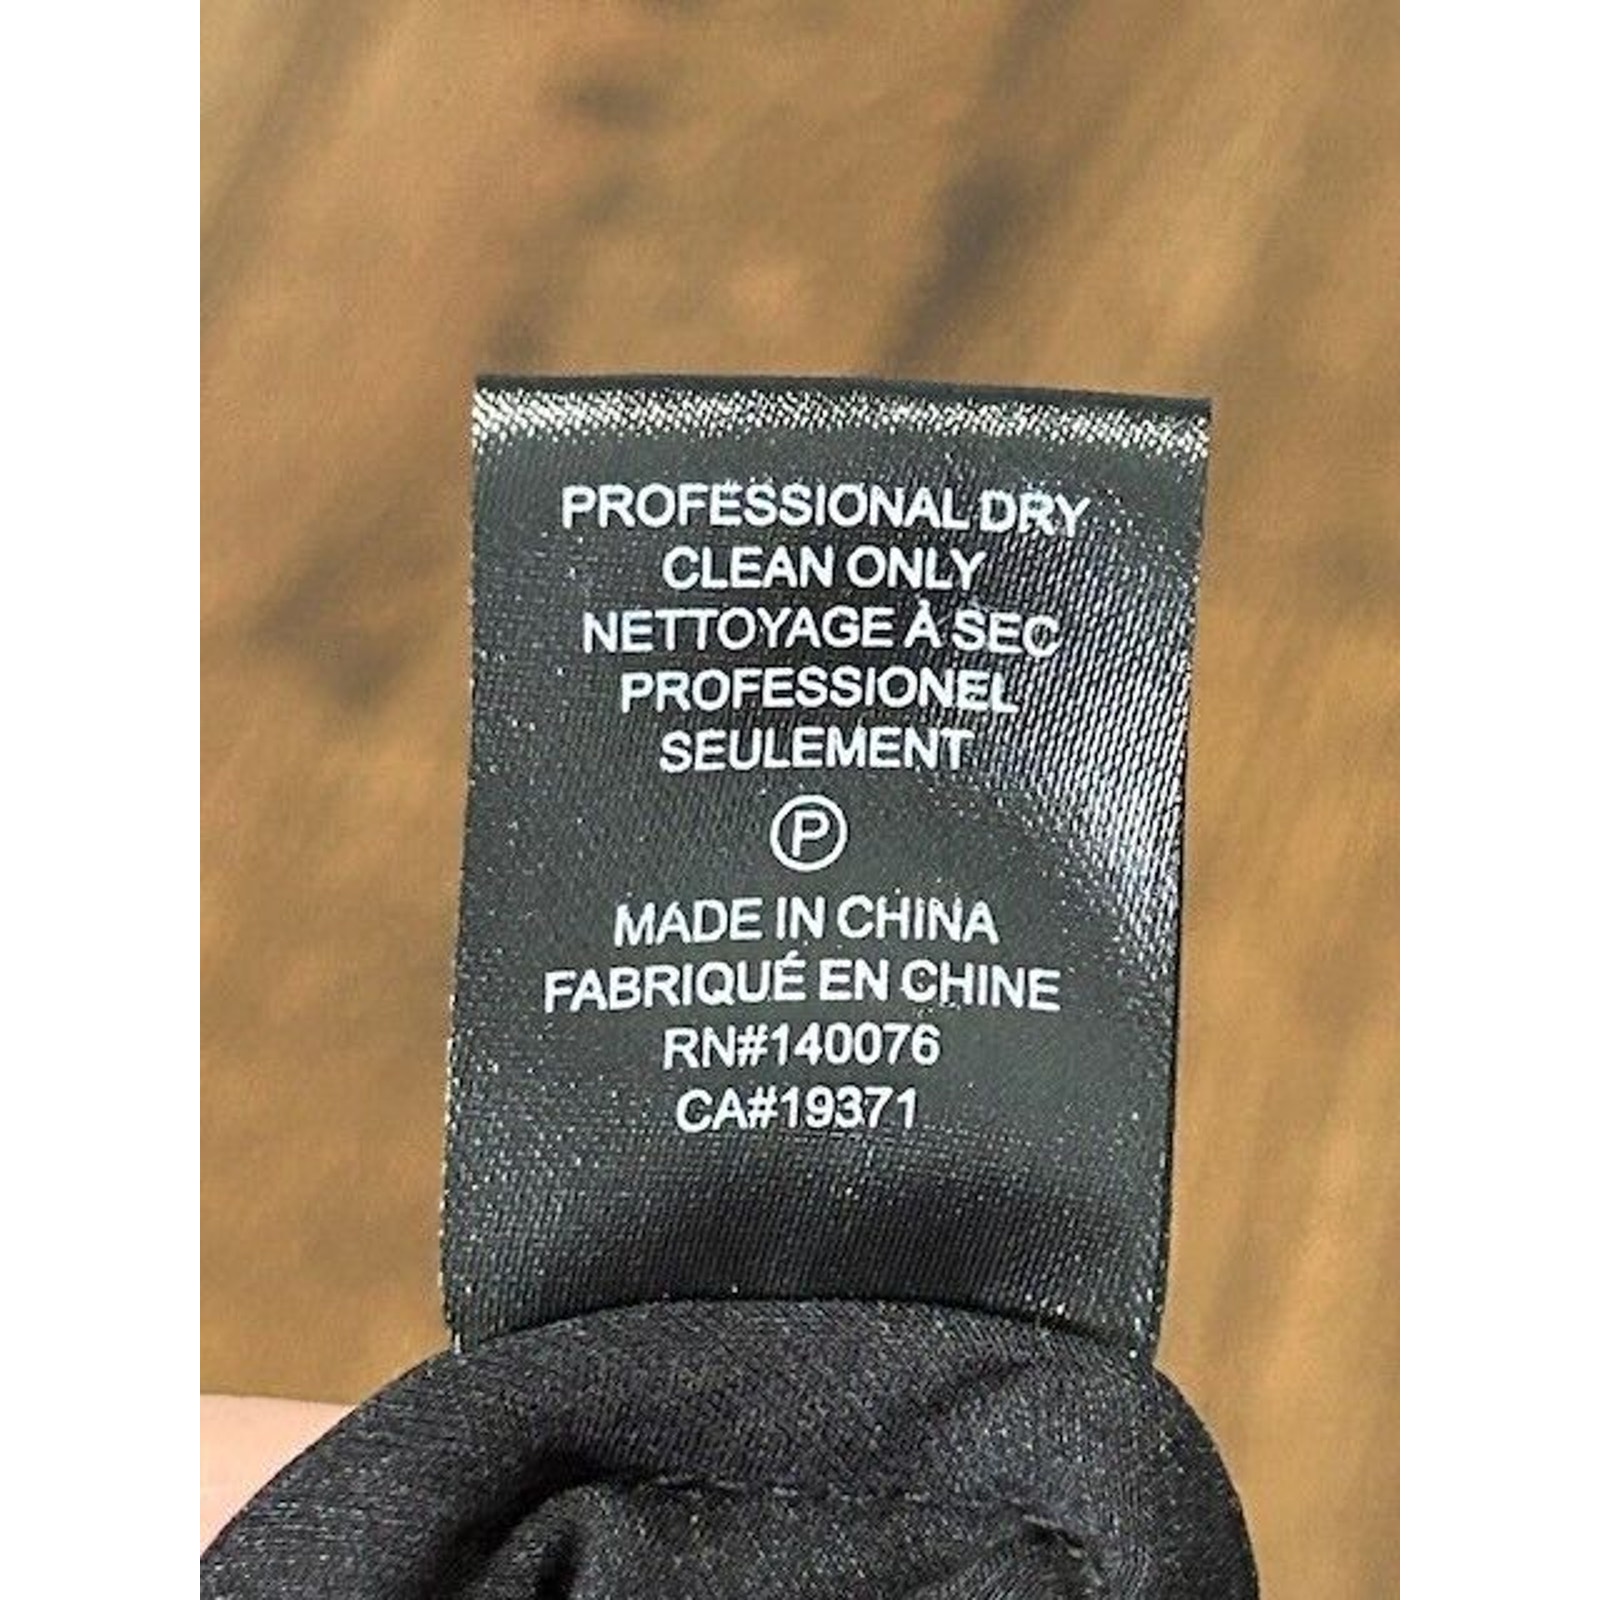 PROFESSIONAL DRY
CLEAN ONLY
NETTOYAGE À SEC
PROFESSIONEL
SEULEMENT
P
MADE IN CHINA
FABRIQUÉ EN CHINE
RN#140076
CA#19371